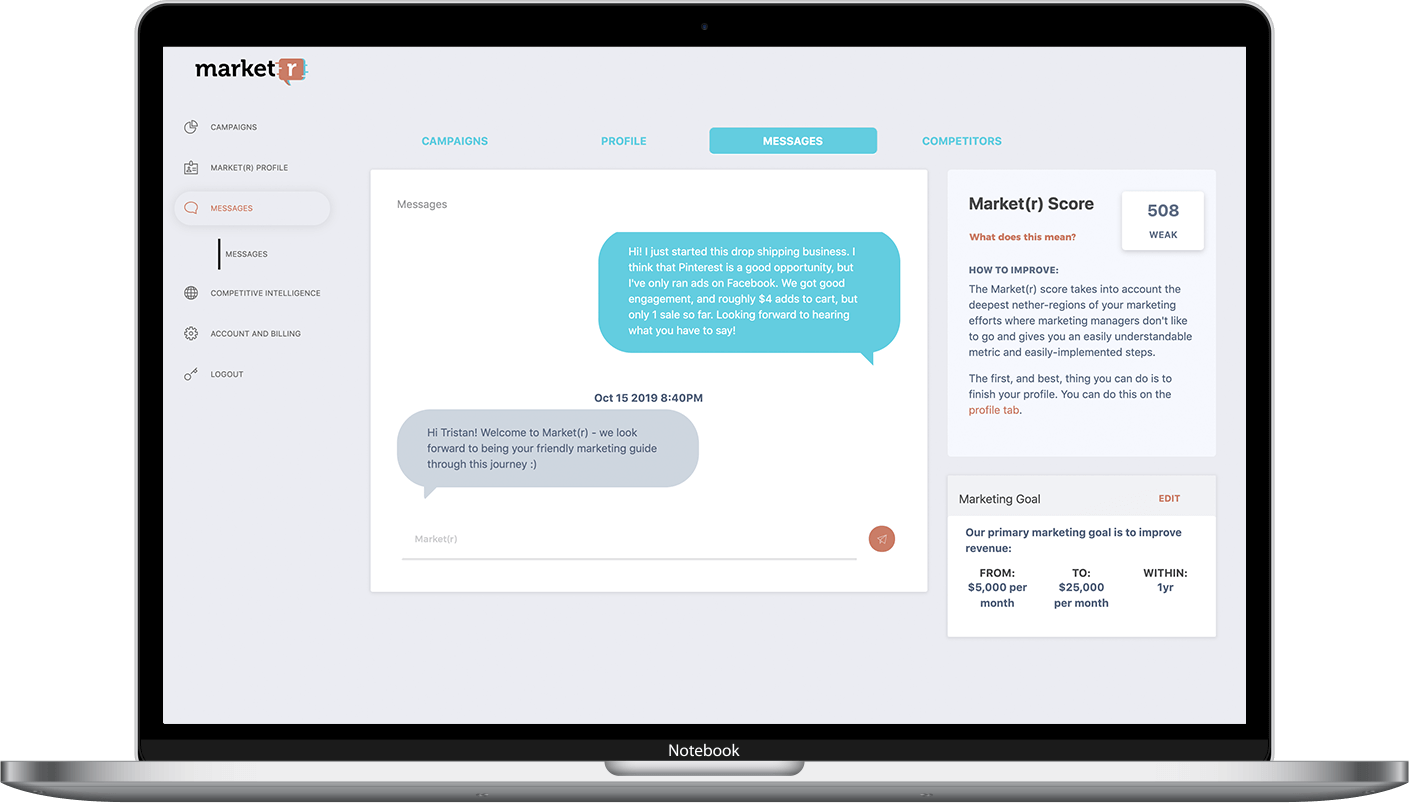 market r
CAMPAIGNS
MARKET(R) PROFILE
MESSAGES
MESSAGES
COMPETITIVE INTELLIGENCE
ACCOUNT AND BILLING
LOGOUT
CAMPAIGNS
PROFILE
MESSAGES
COMPETITORS
Messages
Hi! I just started this drop shipping business. I
think that Pinterest is a good opportunity, but
I've only ran ads on Facebook. We got good
engagement, and roughly $4 adds to cart, but
only 1 sale so far. Looking forward to hearing
what you have to say!
Oct 15 2019 8:40PM
Hi Tristan! Welcome to Market(r) - we look
forward to being your friendly marketing guide
through this journey :)
Market(r)
Market(r) Score
508
WEAK
What does this mean?
HOW TO IMPROVE:
The Market(r) score takes into account the
deepest nether-regions of your marketing
efforts where marketing managers don't like
to go and gives you an easily understandable
metric and easily-implemented steps.
The first, and best, thing you can do is to
finish your profile. You can do this on the
profile tab.
Marketing Goal
EDIT
Our primary marketing goal is to improve
revenue:
FROM:
$5,000 per
month
TO:
$25,000
per month
WITHIN:
1yr
Notebook